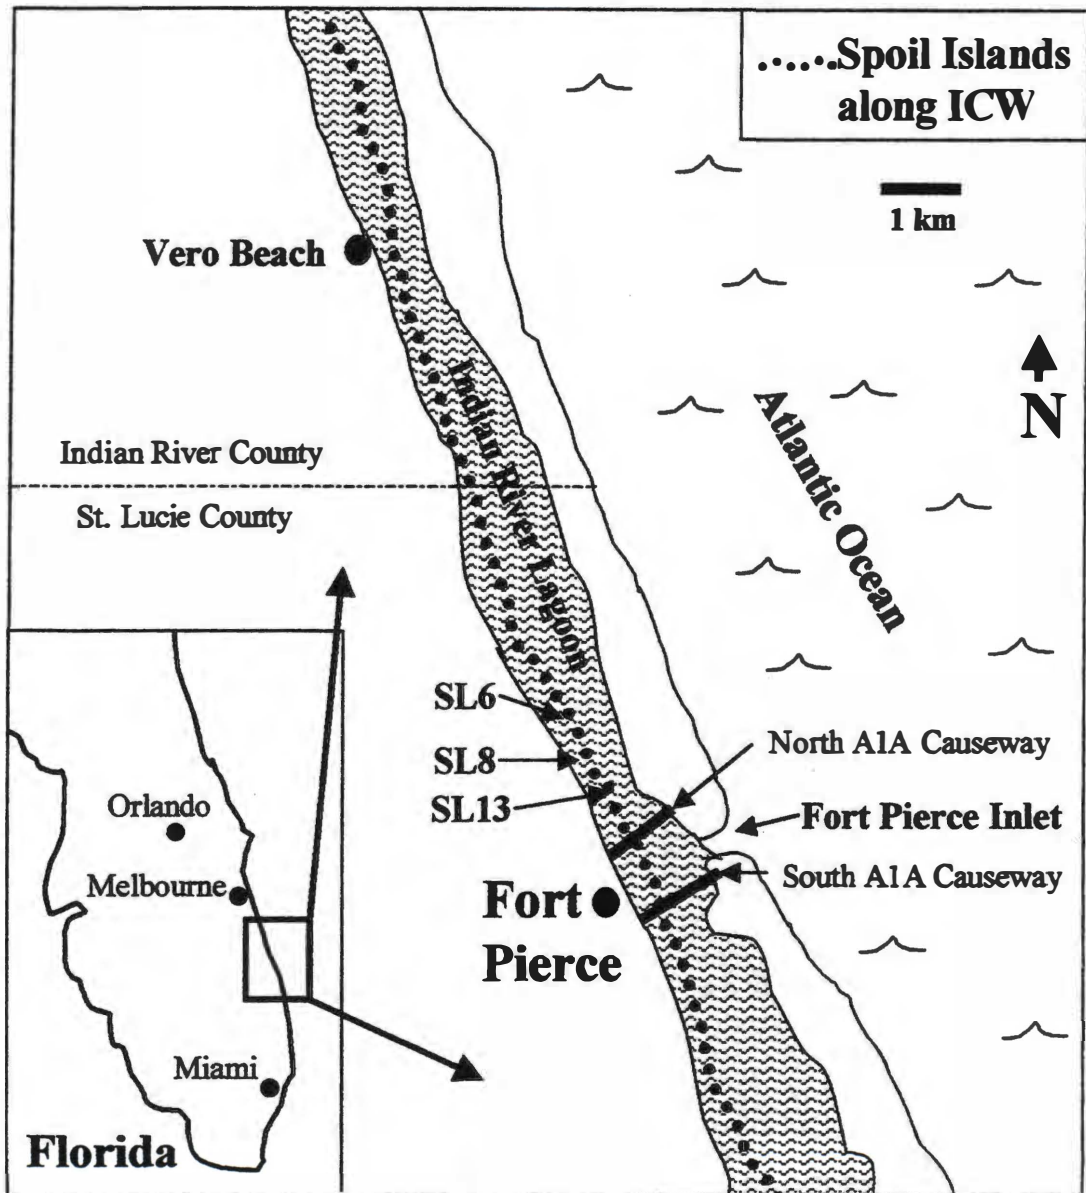 .....Spoil Islands
along ICW
1 km
Vero Beach
N
Indian River Lagoon
Atlantic Ocean
Indian River County
St. Lucie County
SL6
SL8
SL13
North A1A Causeway
Fort Pierce Inlet
South A1A Causeway
Fort
Pierce
Orlando
Melbourne
Miami
Florida